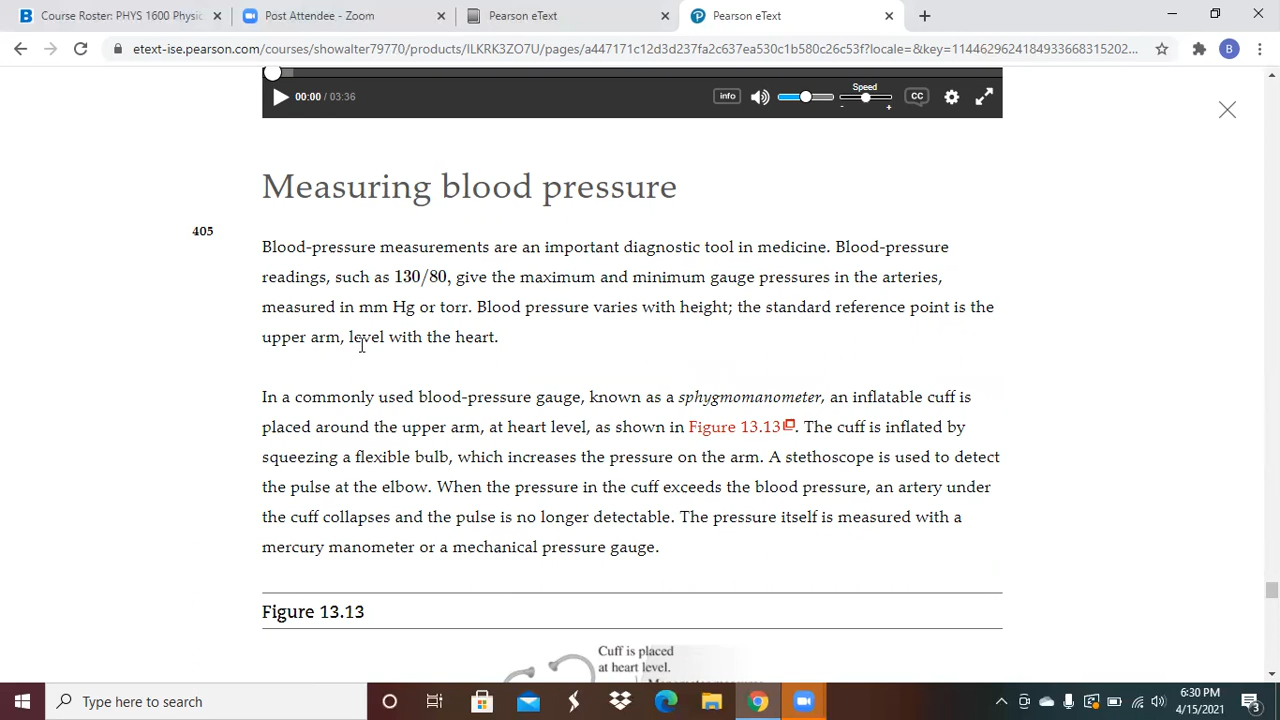 Course Roster: PHYS 1600 Physic
Post Attendee - Zoom
Pearson eText
Pearson eText
etext-ise.pearson.com/courses/showalter79770/products/ILKRK3ZO7U/pages/a447171c12d3d237fa2c637ea530c1b580c26c53f?locale=&key=1144629624184933668315202...
B
00:00 / 03:36
info
Speed
- +
CC
Measuring blood pressure
405
Blood-pressure measurements are an important diagnostic tool in medicine. Blood-pressure
readings, such as 130/80, give the maximum and minimum gauge pressures in the arteries,
measured in mm Hg or torr. Blood pressure varies with height; the standard reference point is the
upper arm, level with the heart.
In a commonly used blood-pressure gauge, known as a sphygmomanometer, an inflatable cuff is
placed around the upper arm, at heart level, as shown in Figure 13.13. The cuff is inflated by
squeezing a flexible bulb, which increases the pressure on the arm. A stethoscope is used to detect
the pulse at the elbow. When the pressure in the cuff exceeds the blood pressure, an artery under
the cuff collapses and the pulse is no longer detectable. The pressure itself is measured with a
mercury manometer or a mechanical pressure gauge.
Figure 13.13
Cuff is placed
at heart level.
Type here to search
6:30 PM
4/15/2021
3